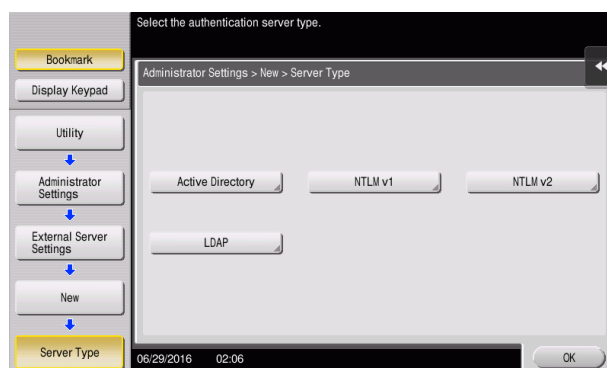 Select the authentication server type.
Bookmark
Display Keypad
Utility
Administrator
Settings
External Server
Settings
New
Server Type
Administrator Settings > New > Server Type
Active Directory
NTLM v1
NTLM v2
LDAP
06/29/2016 02:06
OK